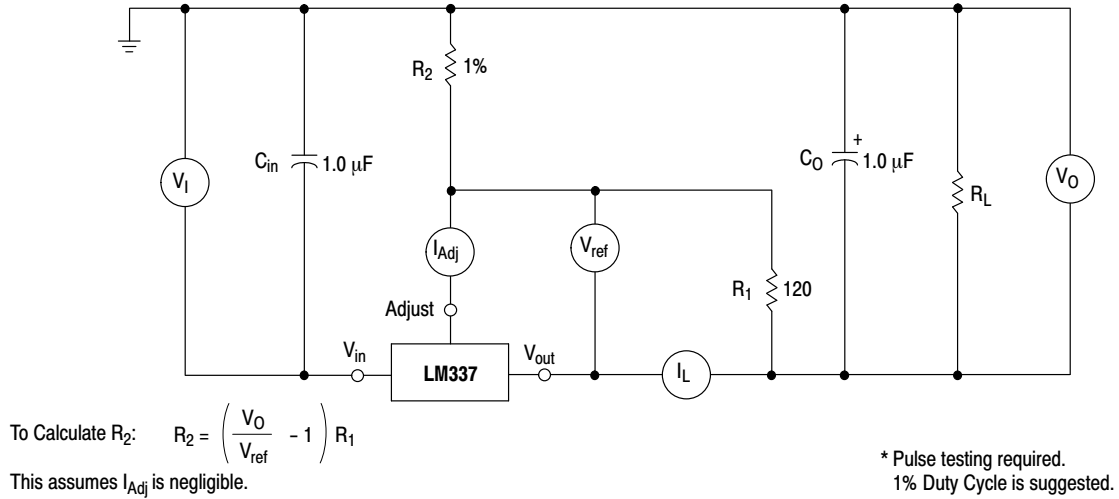 R2 1%
Cin 1.0 μF
CO + 1.0 μF
VI
RL
VO
IAdj
Vref
R1 120
Adjust
Vin
LM337
Vout
IL
To Calculate R2: R2 = ( VO / Vref - 1 ) R1
This assumes IAdj is negligible.
* Pulse testing required.
1% Duty Cycle is suggested.